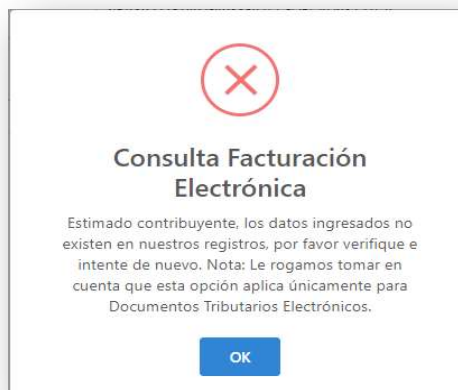 Consulta Facturación
Electrónica
Estimado contribuyente, los datos ingresados no
existen en nuestros registros, por favor verifique e
intente de nuevo. Nota: Le rogamos tomar en
cuenta que esta opción aplica únicamente para
Documentos Tributarios Electrónicos.
OK